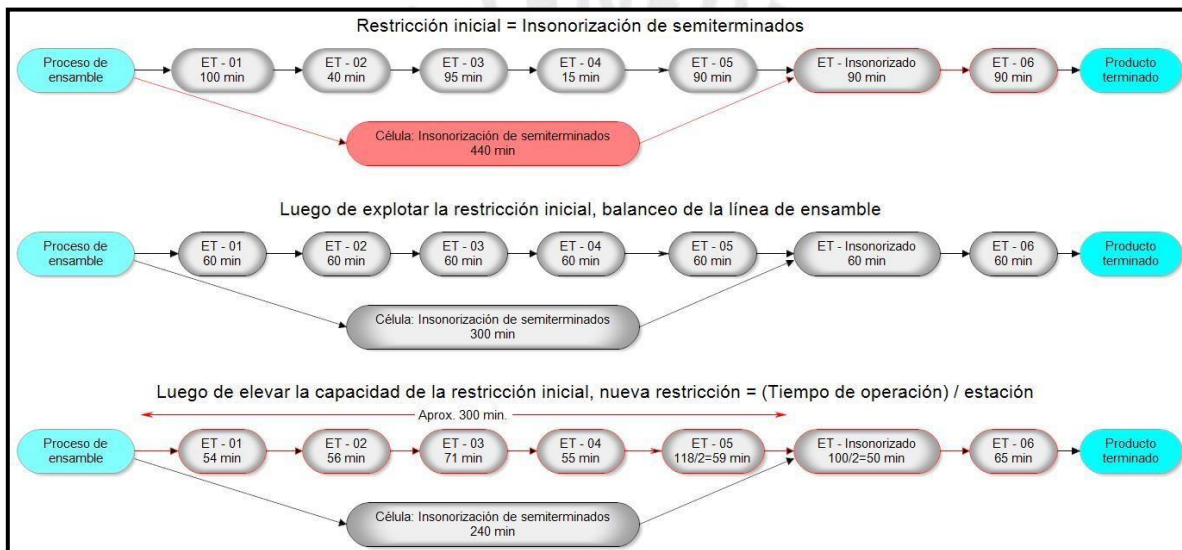 Restricción inicial = Insonorización de semiterminados
Proceso de
ensamble
ET - 01
100 min
ET - 02
40 min
ET - 03
95 min
ET - 04
15 min
ET - 05
90 min
ET - Insonorizado
90 min
ET - 06
90 min
Producto
terminado
Célula: Insonorización de semiterminados
440 min
Luego de explotar la restricción inicial, balanceo de la línea de ensamble
Proceso de
ensamble
ET - 01
60 min
ET - 02
60 min
ET - 03
60 min
ET - 04
60 min
ET - 05
60 min
ET - Insonorizado
60 min
ET - 06
60 min
Producto
terminado
Célula: Insonorización de semiterminados
300 min
Luego de elevar la capacidad de la restricción inicial, nueva restricción = (Tiempo de operación) / estación
Aprox. 300 min.
Proceso de
ensamble
ET - 01
54 min
ET - 02
56 min
ET - 03
71 min
ET - 04
55 min
ET - 05
118/2=59 min
ET - Insonorizado
100/2=50 min
ET - 06
65 min
Producto
terminado
Célula: Insonorización de semiterminados
240 min